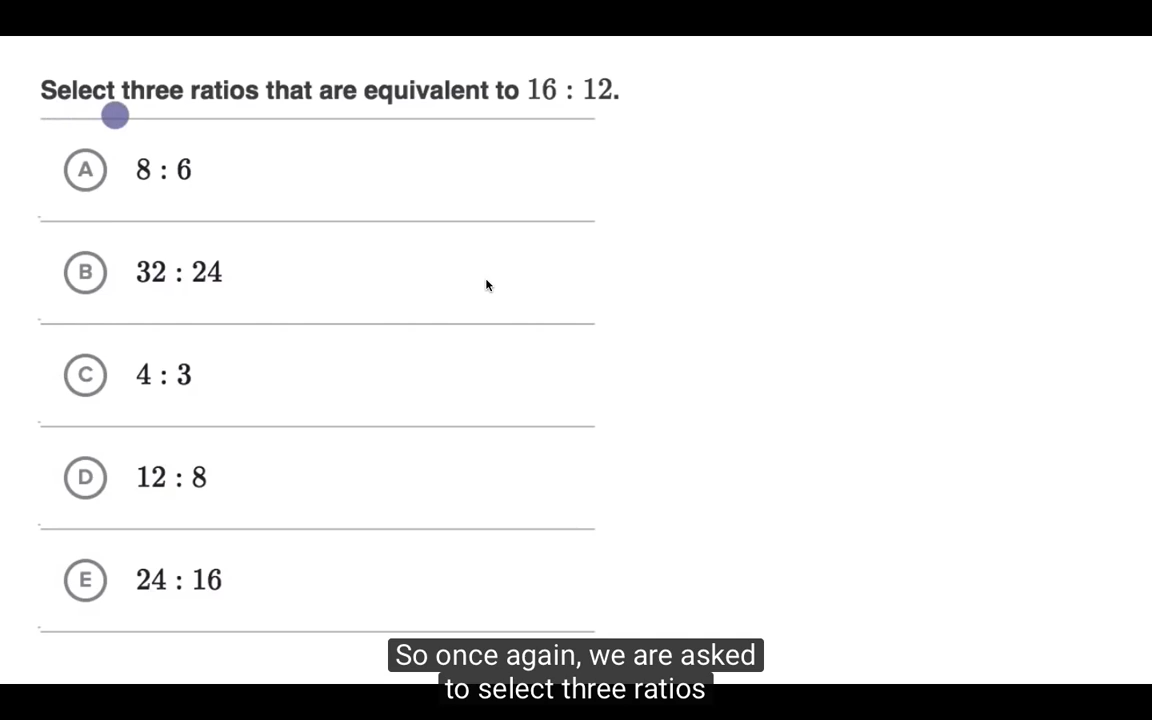 Select three ratios that are equivalent to 16 : 12.
A 8 : 6
B 32 : 24
C 4 : 3
D 12 : 8
E 24 : 16
So once again, we are asked
to select three ratios